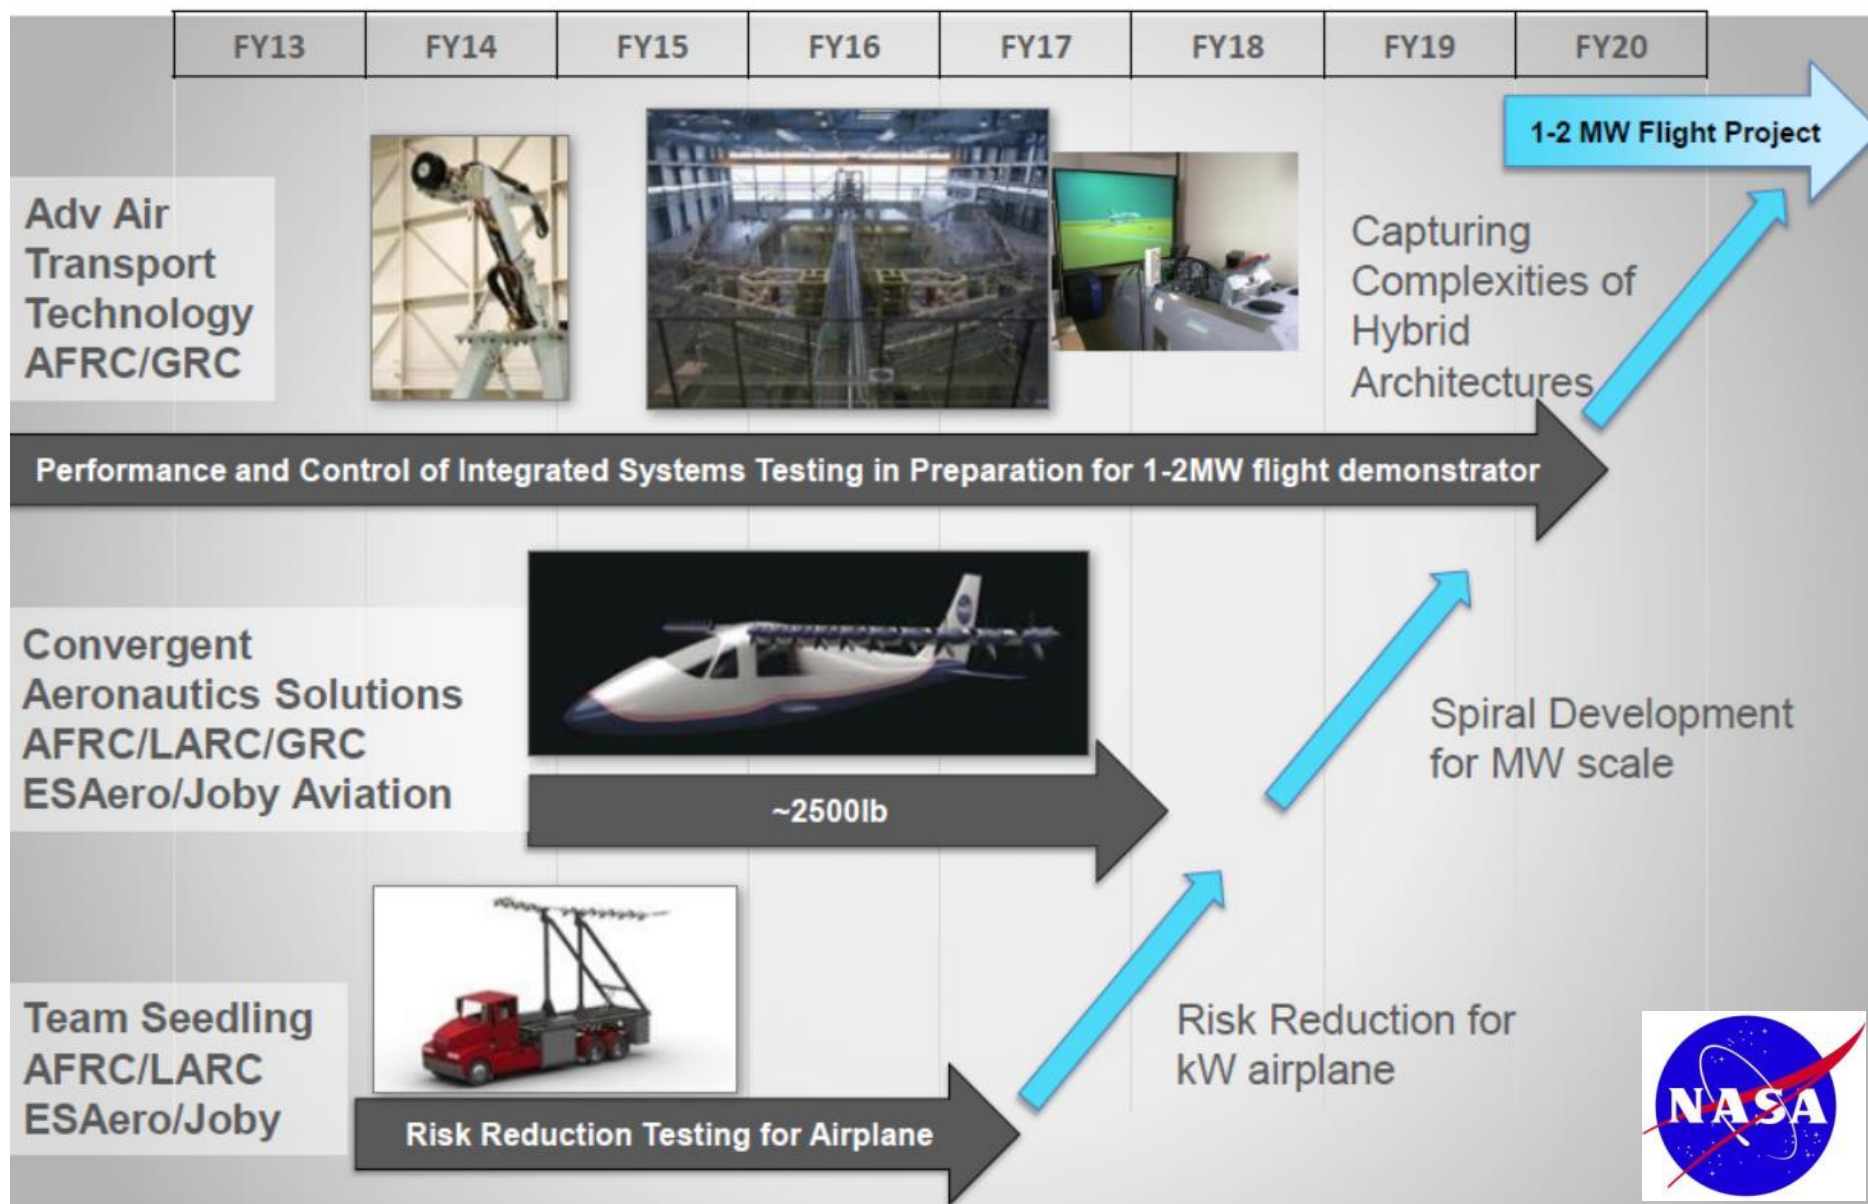 FY13 FY14 FY15 FY16 FY17 FY18 FY19 FY20
1-2 MW Flight Project
Adv Air
Transport
Technology
AFRC/GRC
Capturing
Complexities of
Hybrid
Architectures
Performance and Control of Integrated Systems Testing in Preparation for 1-2MW flight demonstrator
Convergent
Aeronautics Solutions
AFRC/LARC/GRC
ESAero/Joby Aviation
~2500lb
Spiral Development
for MW scale
Team Seedling
AFRC/LARC
ESAero/Joby
Risk Reduction Testing for Airplane
Risk Reduction for
kW airplane
NASA